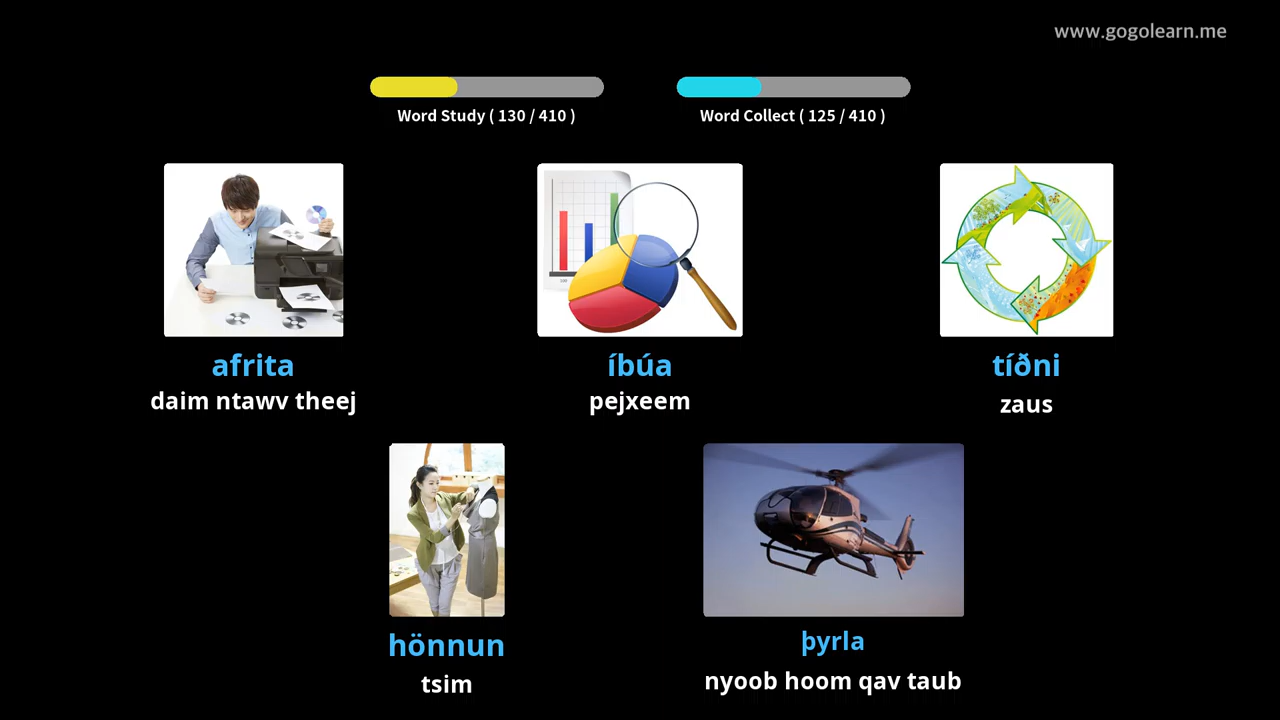 www.gogolearn.me
Word Study ( 130 / 410 )
Word Collect ( 125 / 410 )
afrita
daim ntawv theej
íbúa
pejxeem
tíðni
zaus
hönnun
tsim
þyrla
nyoob hoom qav taub